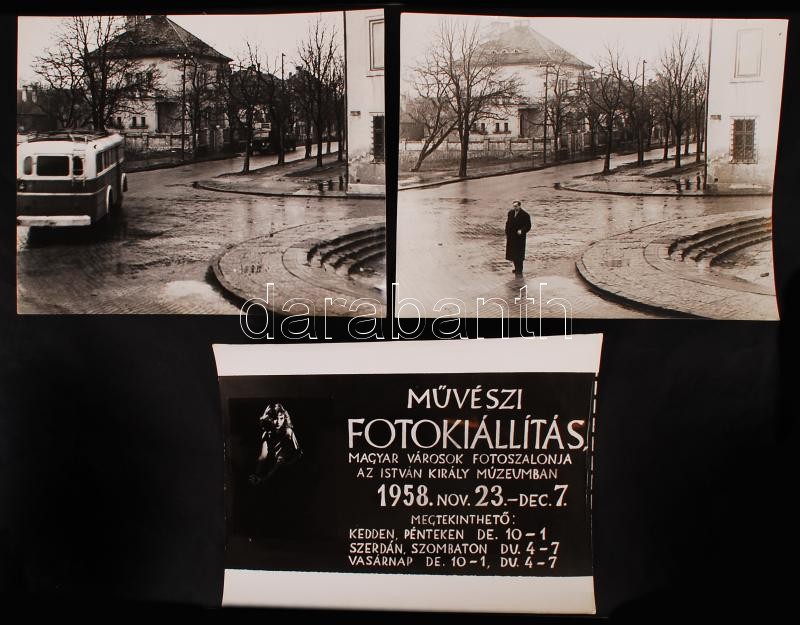 darabanth
MŰVÉSZI
FOTOKIÁLLÍTÁS
MAGYAR VÁROSOK FOTOSZALONJA
AZ ISTVÁN KIRÁLY MÚZEUMBAN
1958. NOV. 23.–DEC. 7.
MEGTEKINTHETŐ:
KEDDEN, PÉNTEKEN DE. 10-1
SZERDÁN, SZOMBATON DU. 4-7
VASÁRNAP DE. 10-1, DU. 4-7